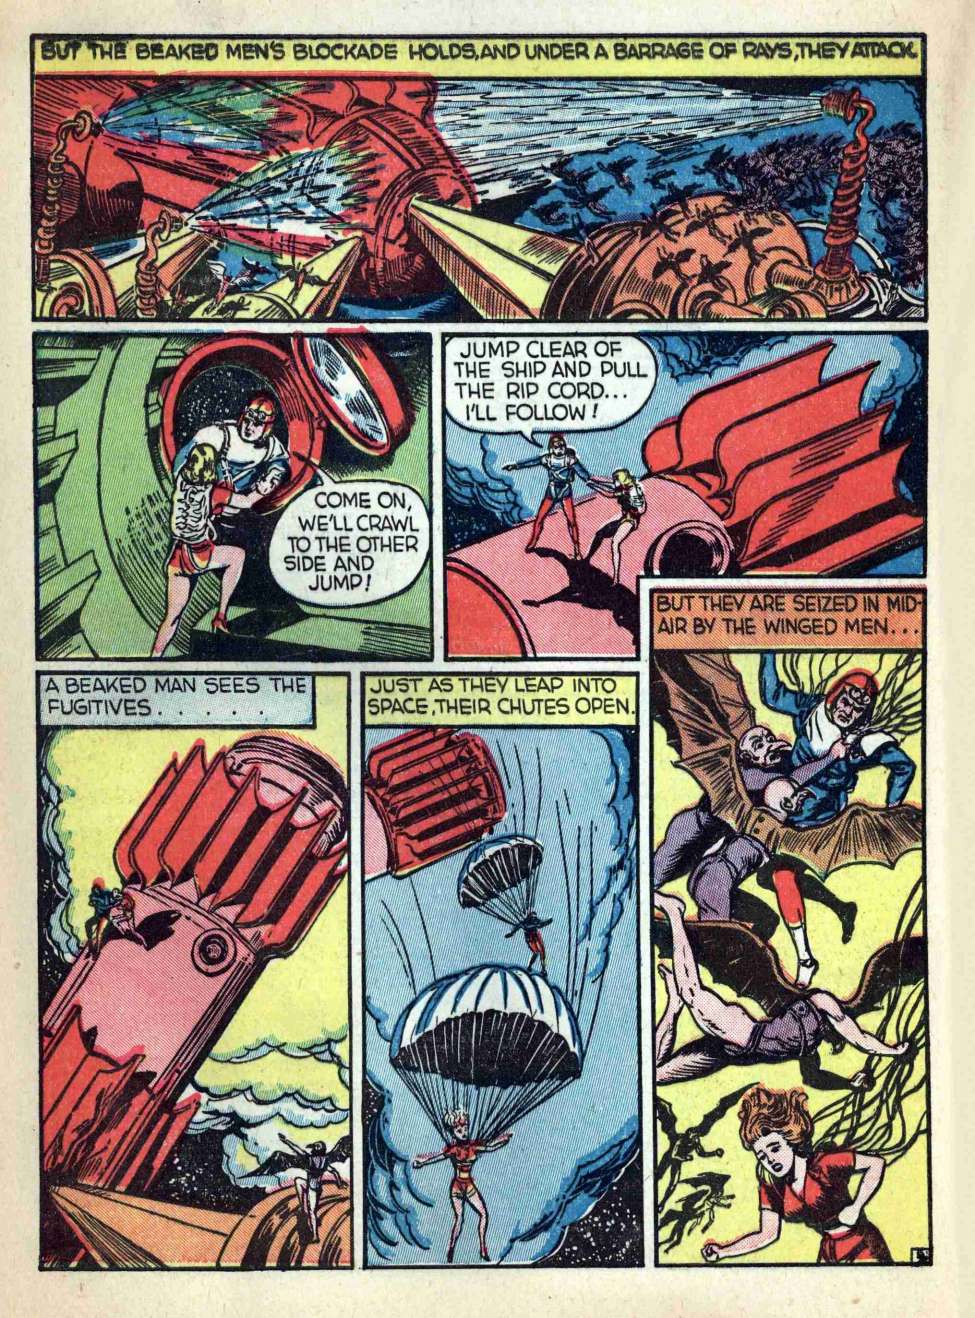 BUT THE BEAKED MEN'S BLOCKADE HOLDS, AND UNDER A BARRAGE OF RAYS, THEY ATTACK.
COME ON,
WE'LL CRAWL
TO THE OTHER
SIDE AND
JUMP!
JUMP CLEAR OF
THE SHIP AND PULL
THE RIP CORD...
I'LL FOLLOW!
A BEAKED MAN SEES THE
FUGITIVES. . . . . .
JUST AS THEY LEAP INTO
SPACE, THEIR CHUTES OPEN.
BUT THEY ARE SEIZED IN MID-
AIR BY THE WINGED MEN...